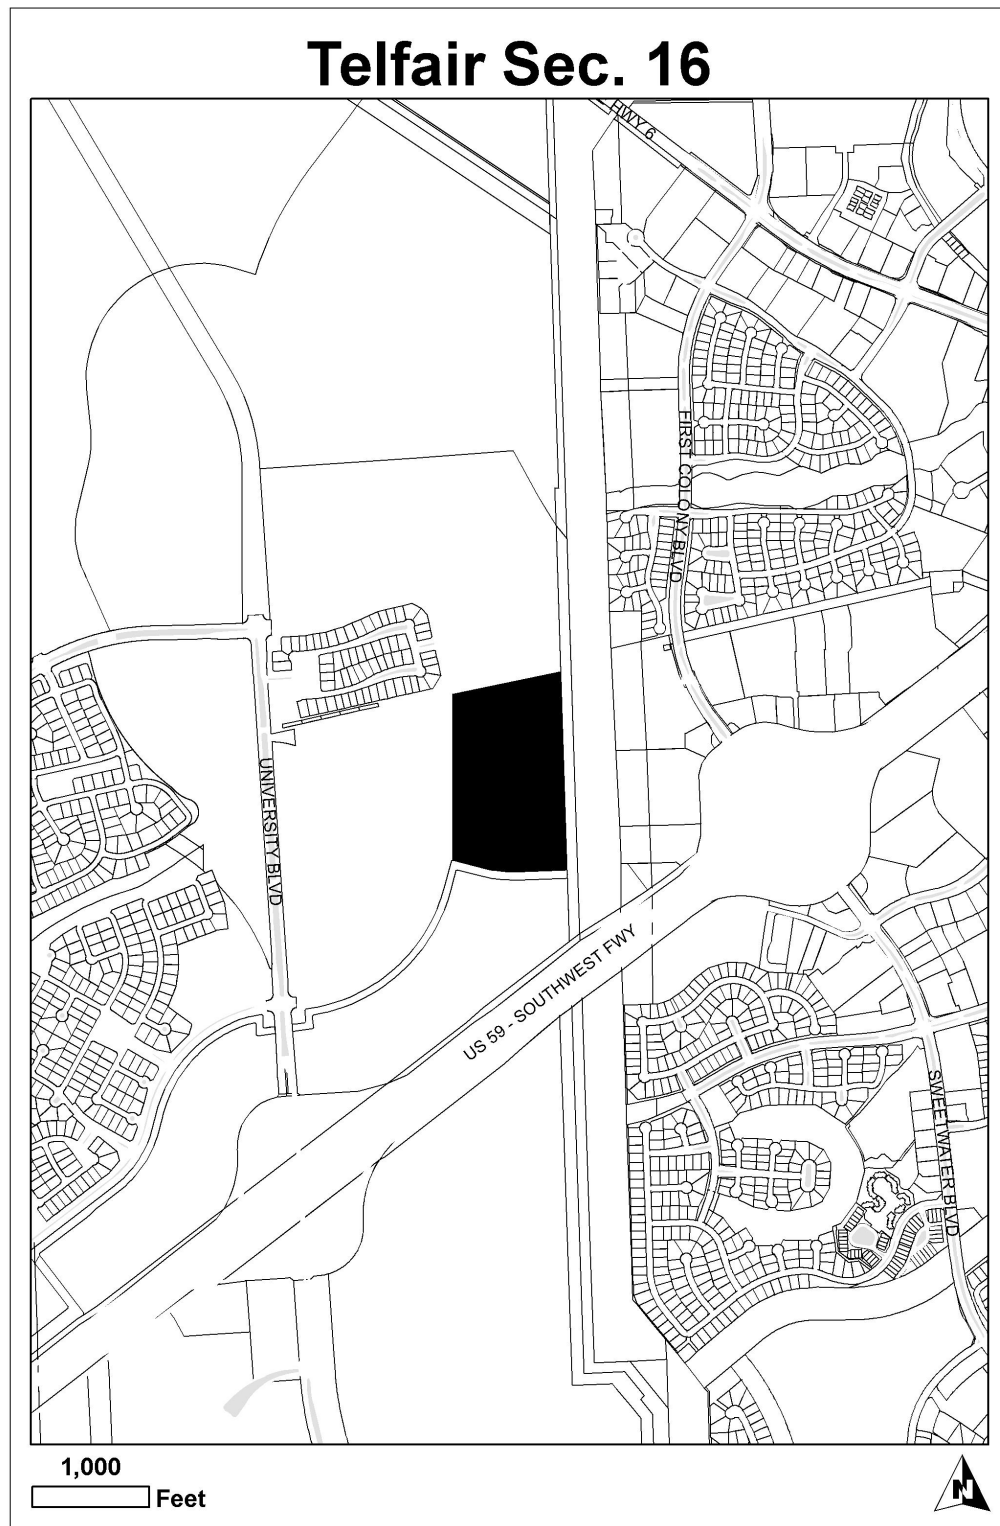 Telfair Sec. 16
HWY 6
FIRST COLONY BLVD
UNIVERSITY BLVD
US 59 - SOUTHWEST FWY
SWEETWATER BLVD
1,000
Feet
N